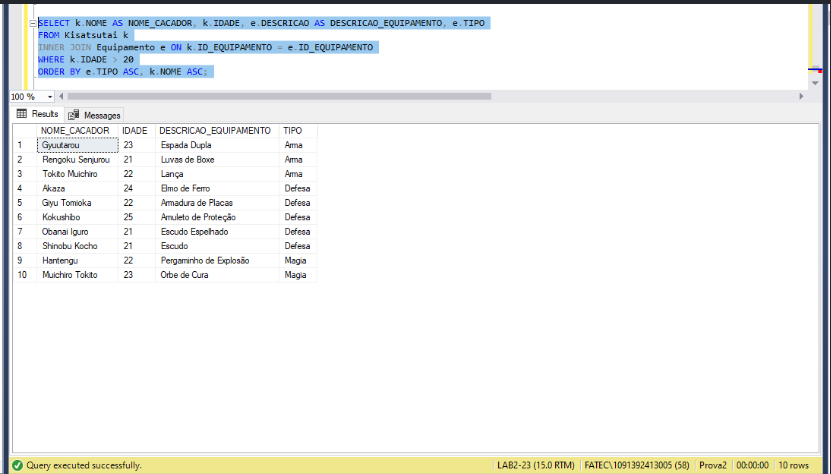 SELECT k.NOME AS NOME_CACADOR, k.IDADE, e.DESCRICAO AS DESCRICAO_EQUIPAMENTO, e.TIPO
FROM Kisatsutai k
INNER JOIN Equipamento e ON k.ID_EQUIPAMENTO = e.ID_EQUIPAMENTO
WHERE k.IDADE > 20
ORDER BY e.TIPO ASC, k.NOME ASC;
100 %
Results Messages
NOME_CACADOR IDADE DESCRICAO_EQUIPAMENTO TIPO
1 Gyuutarou 23 Espada Dupla Arma
2 Rengoku Senjurou 21 Luvas de Boxe Arma
3 Tokito Muichiro 22 Lança Arma
4 Akaza 24 Elmo de Ferro Defesa
5 Giyu Tomioka 22 Armadura de Placas Defesa
6 Kokushibo 25 Amuleto de Proteção Defesa
7 Obanai Iguro 21 Escudo Espelhado Defesa
8 Shinobu Kocho 21 Escudo Defesa
9 Hantengu 22 Pergaminho de Explosão Magia
10 Muichiro Tokito 23 Orbe de Cura Magia
Query executed successfully. LAB2-23 (15.0 RTM) FATEC\1091392413005 (58) Prova2 00:00:00 10 rows